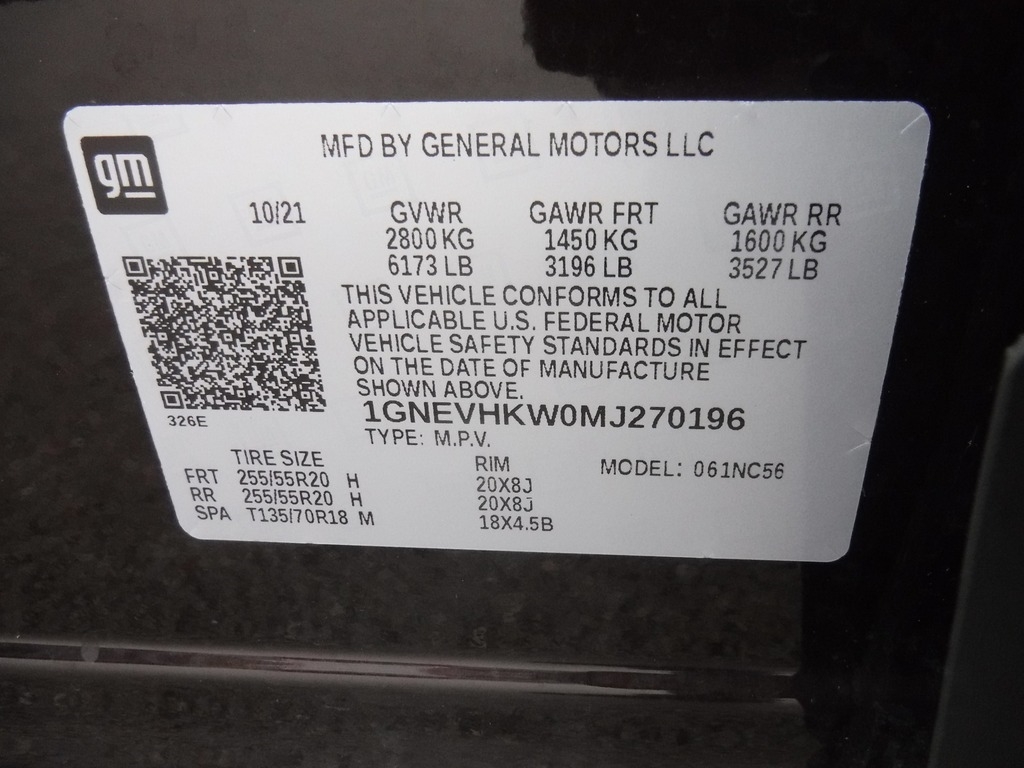 gm
MFD BY GENERAL MOTORS LLC
10/21 GVWR GAWR FRT GAWR RR
2800 KG 1450 KG 1600 KG
6173 LB 3196 LB 3527 LB
THIS VEHICLE CONFORMS TO ALL
APPLICABLE U.S. FEDERAL MOTOR
VEHICLE SAFETY STANDARDS IN EFFECT
ON THE DATE OF MANUFACTURE
SHOWN ABOVE.
326E
1GNEVHKW0MJ270196
TYPE: M.P.V.
TIRE SIZE RIM MODEL: 061NC56
FRT 255/55R20 H 20X8J
RR 255/55R20 H 20X8J
SPA T135/70R18 M 18X4.5B